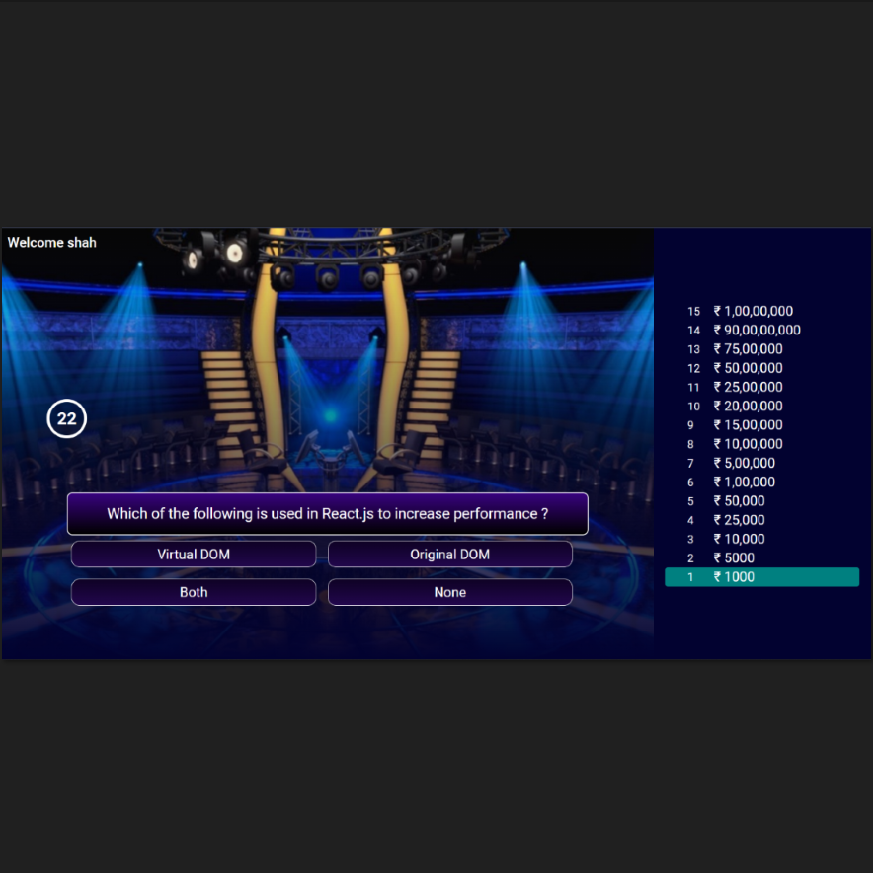 Welcome shah
22
Which of the following is used in React.js to increase performance ?
Virtual DOM
Original DOM
Both
None
15 ₹ 1,00,00,000
14 ₹ 90,00,00,000
13 ₹ 75,00,000
12 ₹ 50,00,000
11 ₹ 25,00,000
10 ₹ 20,00,000
9 ₹ 15,00,000
8 ₹ 10,00,000
7 ₹ 5,00,000
6 ₹ 1,00,000
5 ₹ 50,000
4 ₹ 25,000
3 ₹ 10,000
2 ₹ 5000
1 ₹ 1000